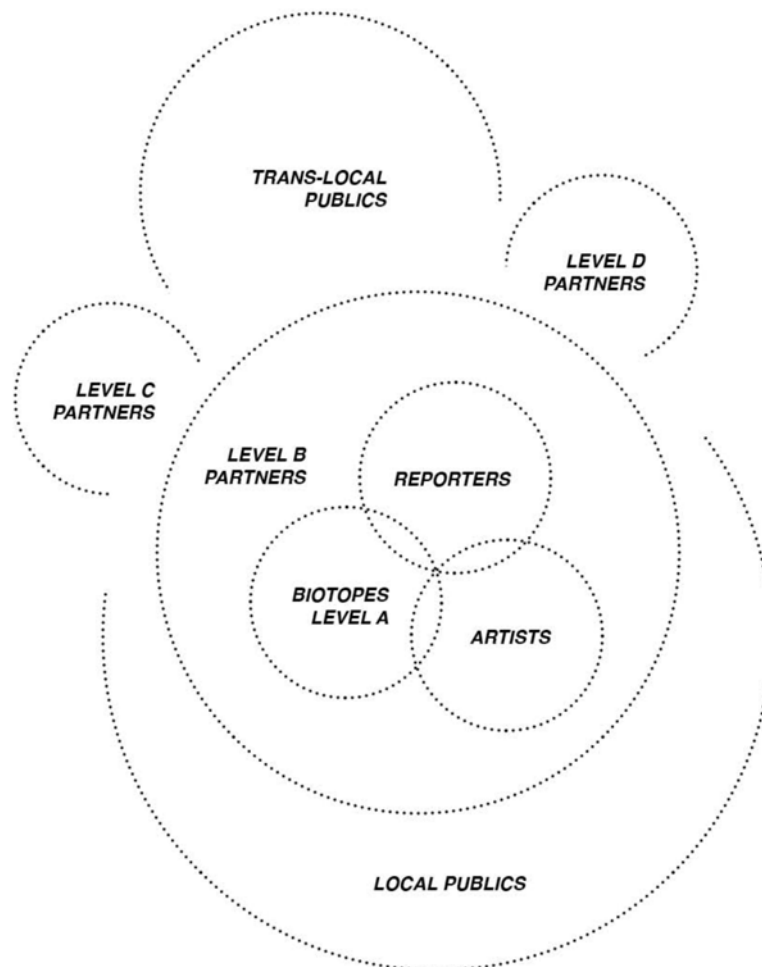 TRANS-LOCAL
PUBLICS
LEVEL D
PARTNERS
LEVEL C
PARTNERS
LEVEL B
PARTNERS
REPORTERS
BIOTOPES
LEVEL A
ARTISTS
LOCAL PUBLICS